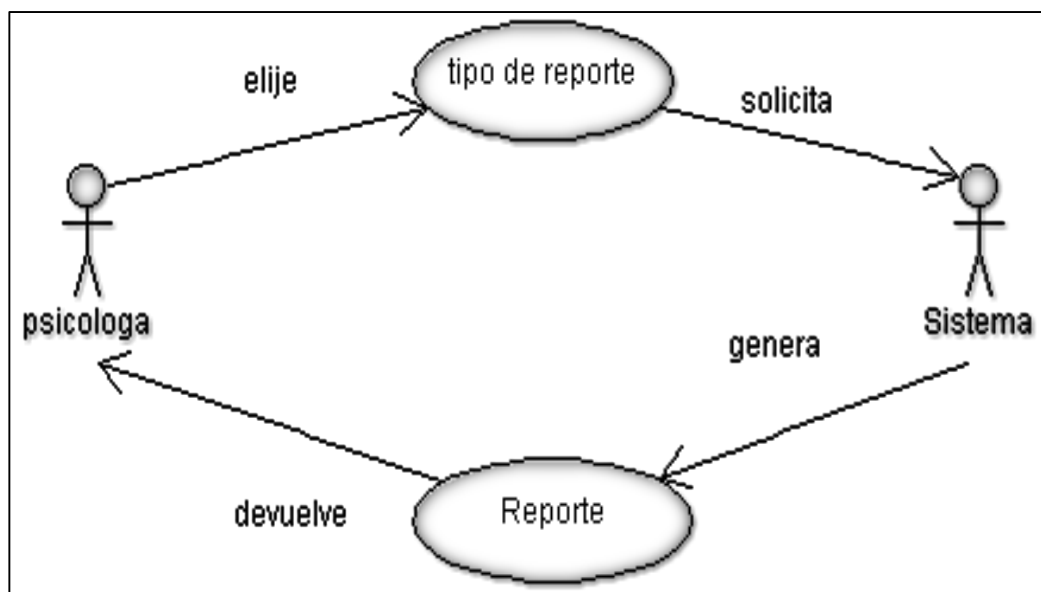 tipo de reporte
elije
solicita
psicologa
Sistema
genera
devuelve
Reporte